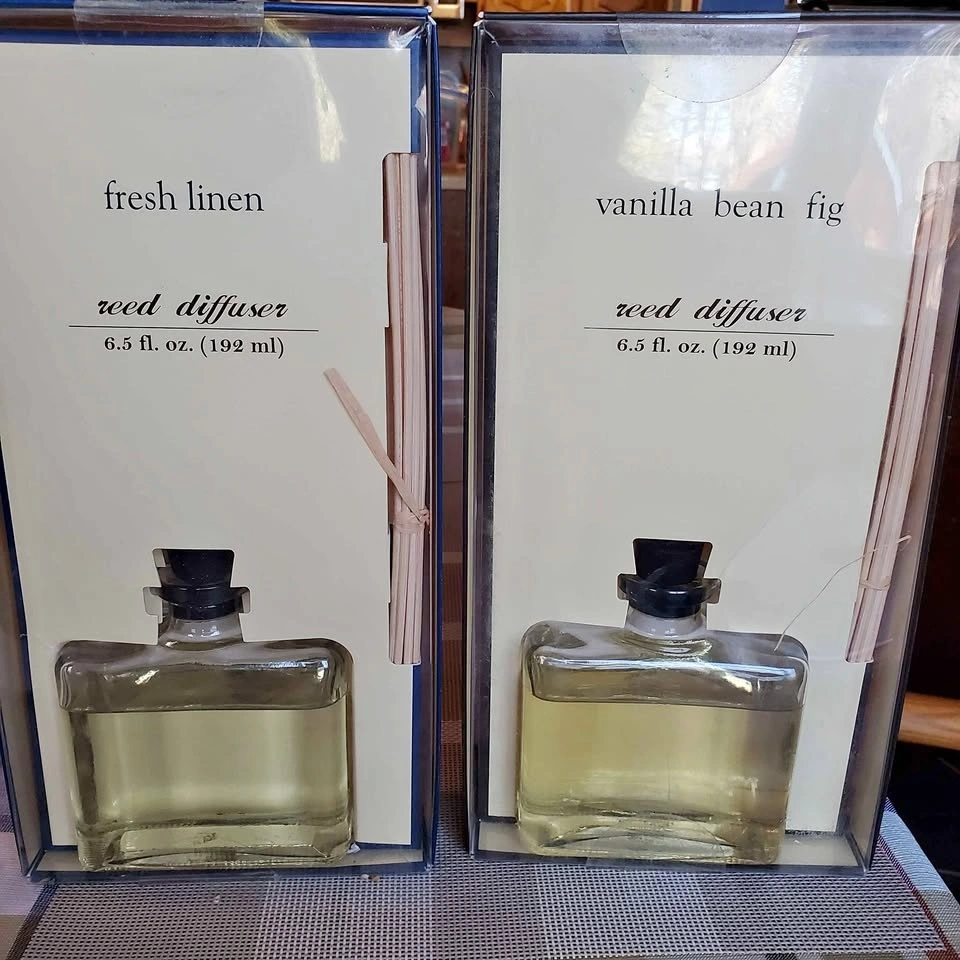 fresh linen
reed diffuser
6.5 fl. oz. (192 ml)
vanilla bean fig
reed diffuser
6.5 fl. oz. (192 ml)